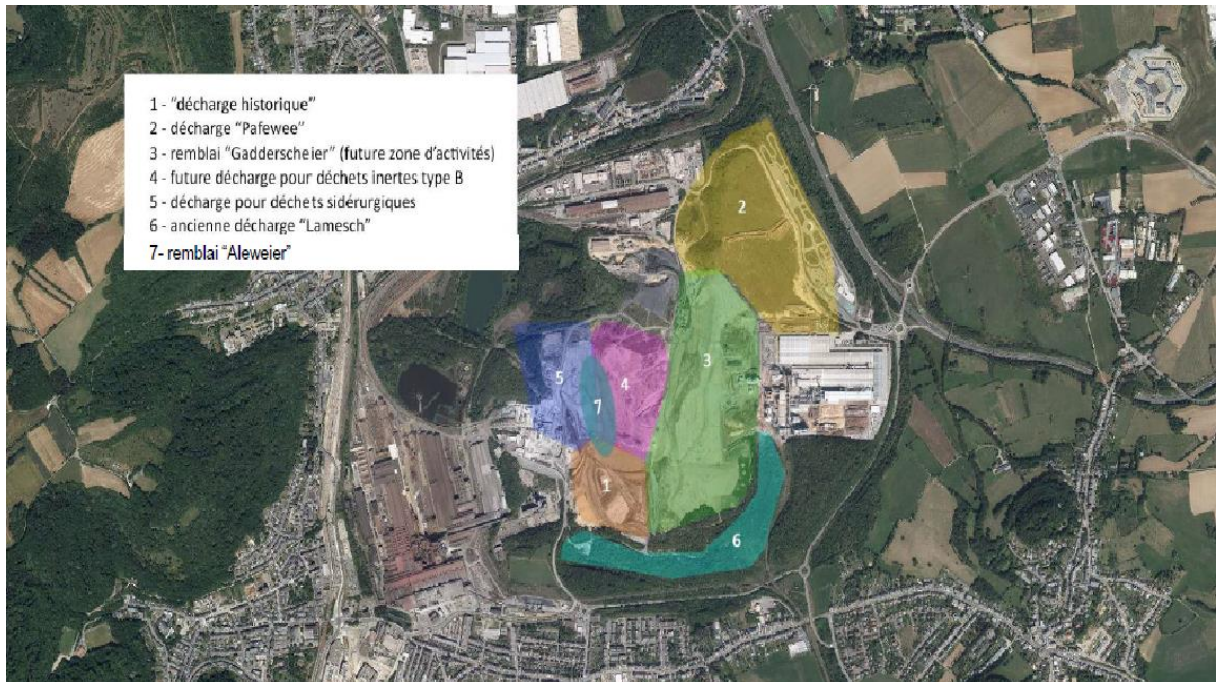 1 - "décharge historique"
2 - décharge "Pafewee"
3 - remblai "Gadderscheier" (future zone d'activités)
4 - future décharge pour déchets inertes type B
5 - décharge pour déchets sidérurgiques
6 - ancienne décharge "Lamesch"
7- remblai "Aleweier"
2
3
5
4
7
1
6